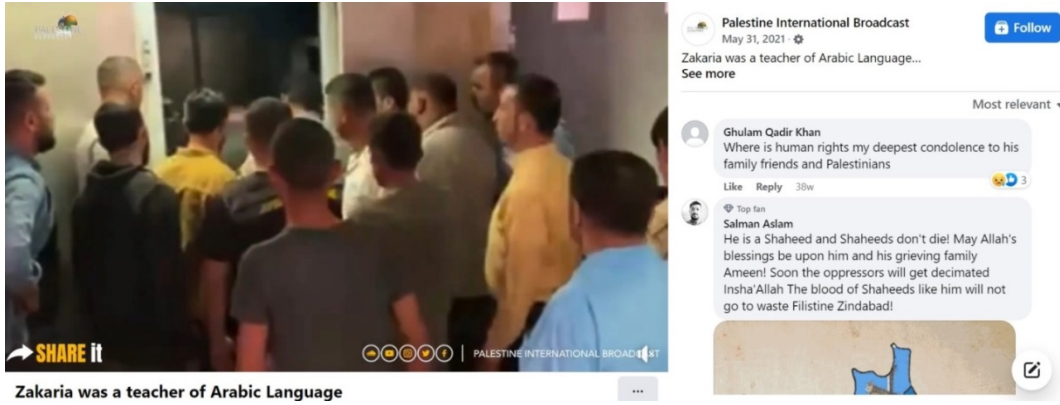 PALESTINE
SHARE it
PALESTINE INTERNATIONAL BROADCAST
Zakaria was a teacher of Arabic Language
...
Palestine International Broadcast
May 31, 2021 ·
Follow
Zakaria was a teacher of Arabic Language...
See more
Most relevant
Ghulam Qadir Khan
Where is human rights my deepest condolence to his
family friends and Palestinians
Like Reply 38w
3
Top fan
Salman Aslam
He is a Shaheed and Shaheeds don't die! May Allah's
blessings be upon him and his grieving family
Ameen! Soon the oppressors will get decimated
Insha'Allah The blood of Shaheeds like him will not
go to waste Filistine Zindabad!